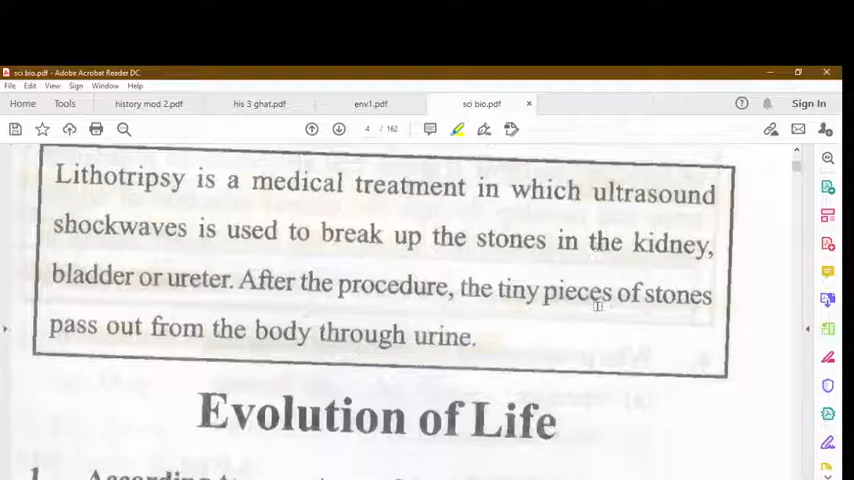 sci bio.pdf - Adobe Acrobat Reader DC
File Edit View Sign Window Help
Home Tools history mod 2.pdf his 3 ghat.pdf env1.pdf sci bio.pdf × Sign In
4 / 162
Lithotripsy is a medical treatment in which ultrasound
shockwaves is used to break up the stones in the kidney,
bladder or ureter. After the procedure, the tiny pieces of stones
pass out from the body through urine.
Evolution of Life
1. According to